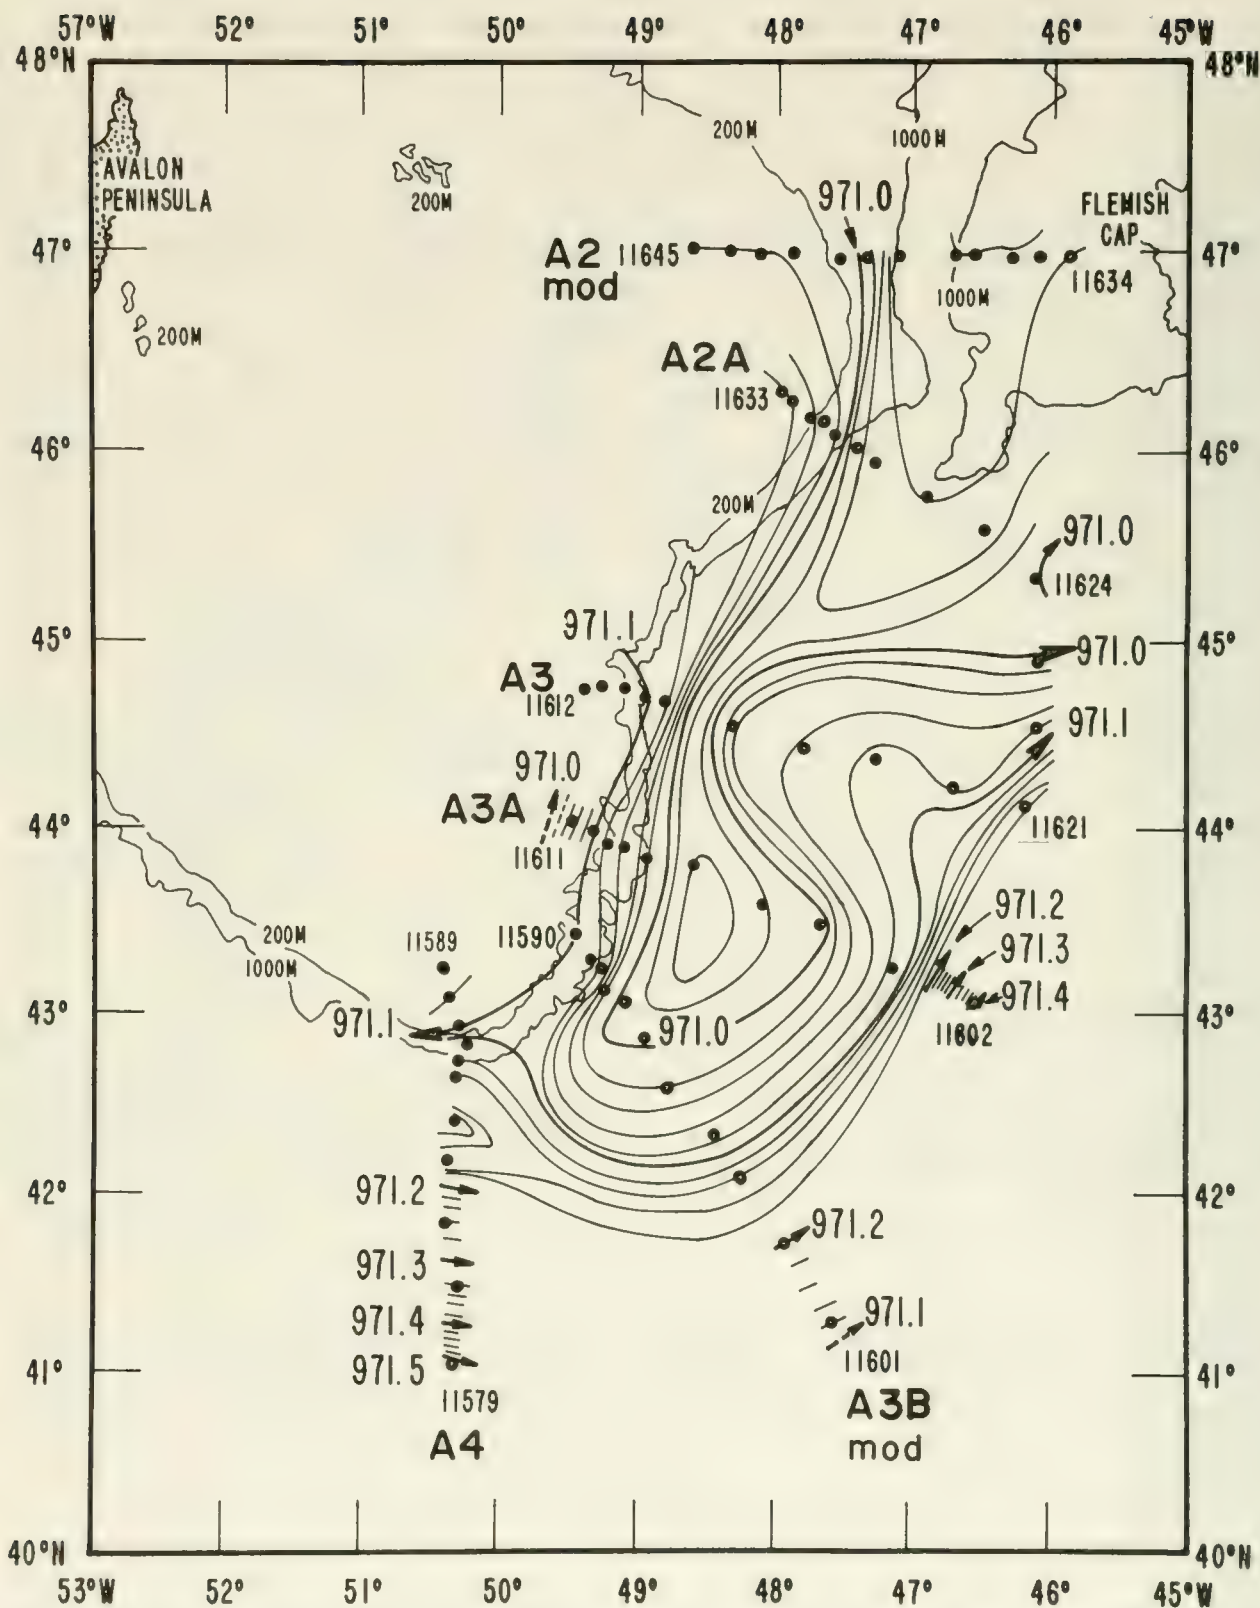 57°W 52° 51° 50° 49° 48° 47° 46° 45°W
48°N 48°N
200M
1000M
AVALON
PENINSULA
200M
971.0
FLEMISH
CAP
47° A2 11645 47°
mod
11634
1000M
200M
A2A
11633
46° 46°
200M
971.0
11624
45° 971.1 45°
971.0
A3
11612
971.1
971.0
A3A
44° 44°
11611
11621
971.2
200M 11589 11590
971.3
1000M
971.4
43° 971.1 971.0 43°
11602
42° 971.2 42°
971.2
971.3
971.4 971.1
41° 971.5 11601 41°
11579
A3B
A4 mod
40°N 40°N
53°W 52° 51° 50° 49° 48° 47° 46° 45°W